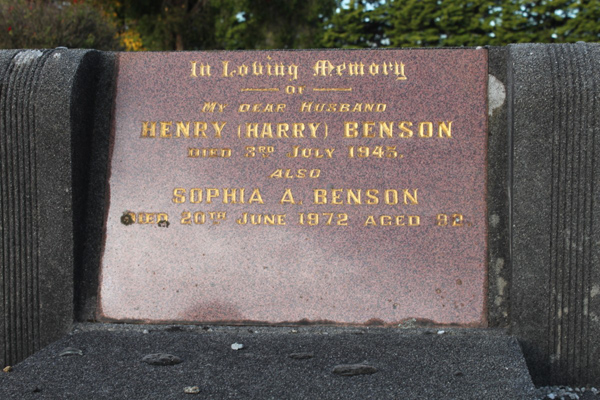 In Loving Memory
OF
MY DEAR HUSBAND
HENRY (HARRY) BENSON
DIED 3RD JULY 1945.
ALSO
SOPHIA A. BENSON
DIED 20TH JUNE 1972 AGED 92